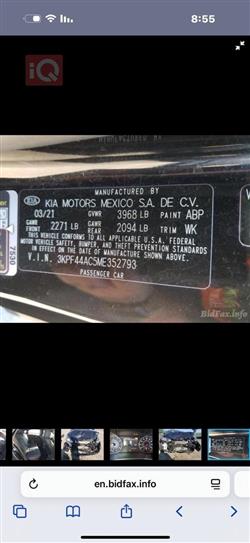 8:55
iQ
MANUFACTURED BY
KIA KIA MOTORS MEXICO S.A. DE C.V.
03/21 GVWR 3968 LB PAINT ABP
GAWR FRONT 2271 LB GAWR REAR 2094 LB TRIM WK
THIS VEHICLE CONFORMS TO ALL APPLICABLE U.S.A. FEDERAL
MOTOR VEHICLE SAFETY, BUMPER, AND THEFT PREVENTION STANDARDS
IN EFFECT ON THE DATE OF MANUFACTURE SHOWN ABOVE.
V.I.N. 3KPF44AC5ME352793
PASSENGER CAR
7530
BidFax.info
en.bidfax.info